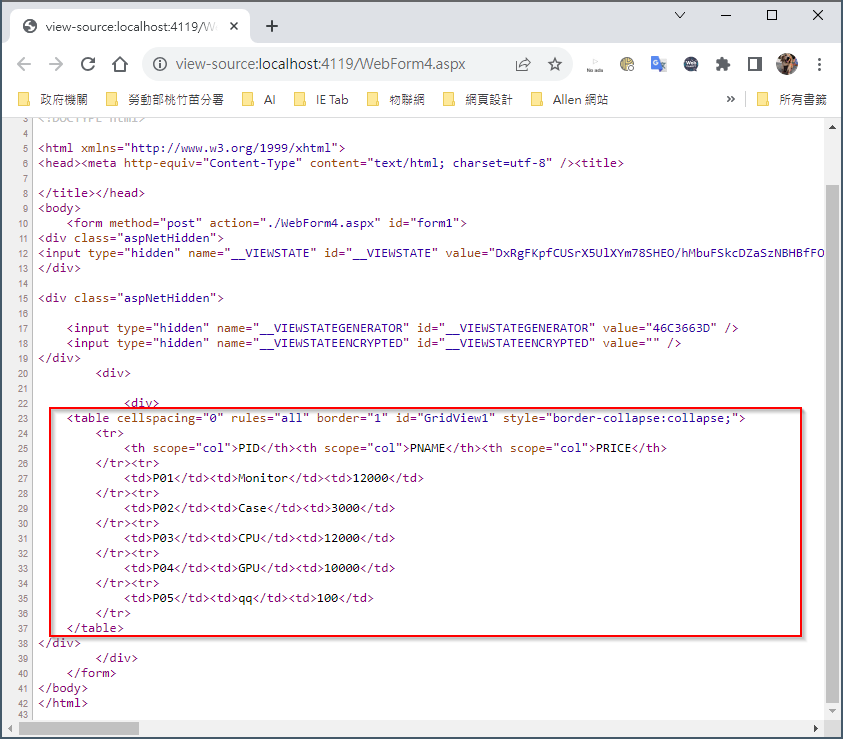 view-source:localhost:4119/W
view-source:localhost:4119/WebForm4.aspx
政府機關 勞動部桃竹苗分署 AI IE Tab 物聯網 網頁設計 Allen 網站 » 所有書籤
3 <!DOCTYPE html>
4
5 <html xmlns="http://www.w3.org/1999/xhtml">
6 <head><meta http-equiv="Content-Type" content="text/html; charset=utf-8" /><title>
7
8 </title></head>
9 <body>
10     <form method="post" action="./WebForm4.aspx" id="form1">
11 <div class="aspNetHidden">
12 <input type="hidden" name="__VIEWSTATE" id="__VIEWSTATE" value="DxRgFKpfCUSrX5UlXYm78SHEO/hMbuFSkcDZaSzNBHBfFO
13 </div>
14
15 <div class="aspNetHidden">
16
17     <input type="hidden" name="__VIEWSTATEGENERATOR" id="__VIEWSTATEGENERATOR" value="46C3663D" />
18     <input type="hidden" name="__VIEWSTATEENCRYPTED" id="__VIEWSTATEENCRYPTED" value="" />
19 </div>
20         <div>
21
22             <div>
23     <table cellspacing="0" rules="all" border="1" id="GridView1" style="border-collapse:collapse;">
24         <tr>
25             <th scope="col">PID</th><th scope="col">PNAME</th><th scope="col">PRICE</th>
26         </tr><tr>
27             <td>P01</td><td>Monitor</td><td>12000</td>
28         </tr><tr>
29             <td>P02</td><td>Case</td><td>3000</td>
30         </tr><tr>
31             <td>P03</td><td>CPU</td><td>12000</td>
32         </tr><tr>
33             <td>P04</td><td>GPU</td><td>10000</td>
34         </tr><tr>
35             <td>P05</td><td>qq</td><td>100</td>
36         </tr>
37     </table>
38 </div>
39         </div>
40     </form>
41 </body>
42 </html>
43